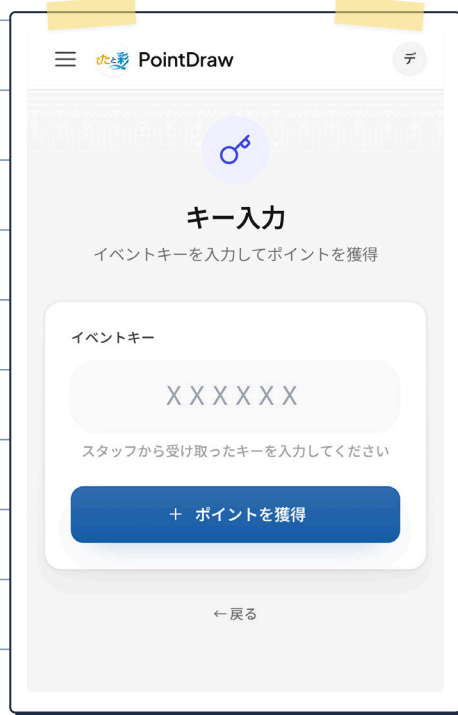 PointDraw
デ
キー入力
イベントキーを入力してポイントを獲得
イベントキー
XXXXXX
スタッフから受け取ったキーを入力してください
+ ポイントを獲得
←戻る